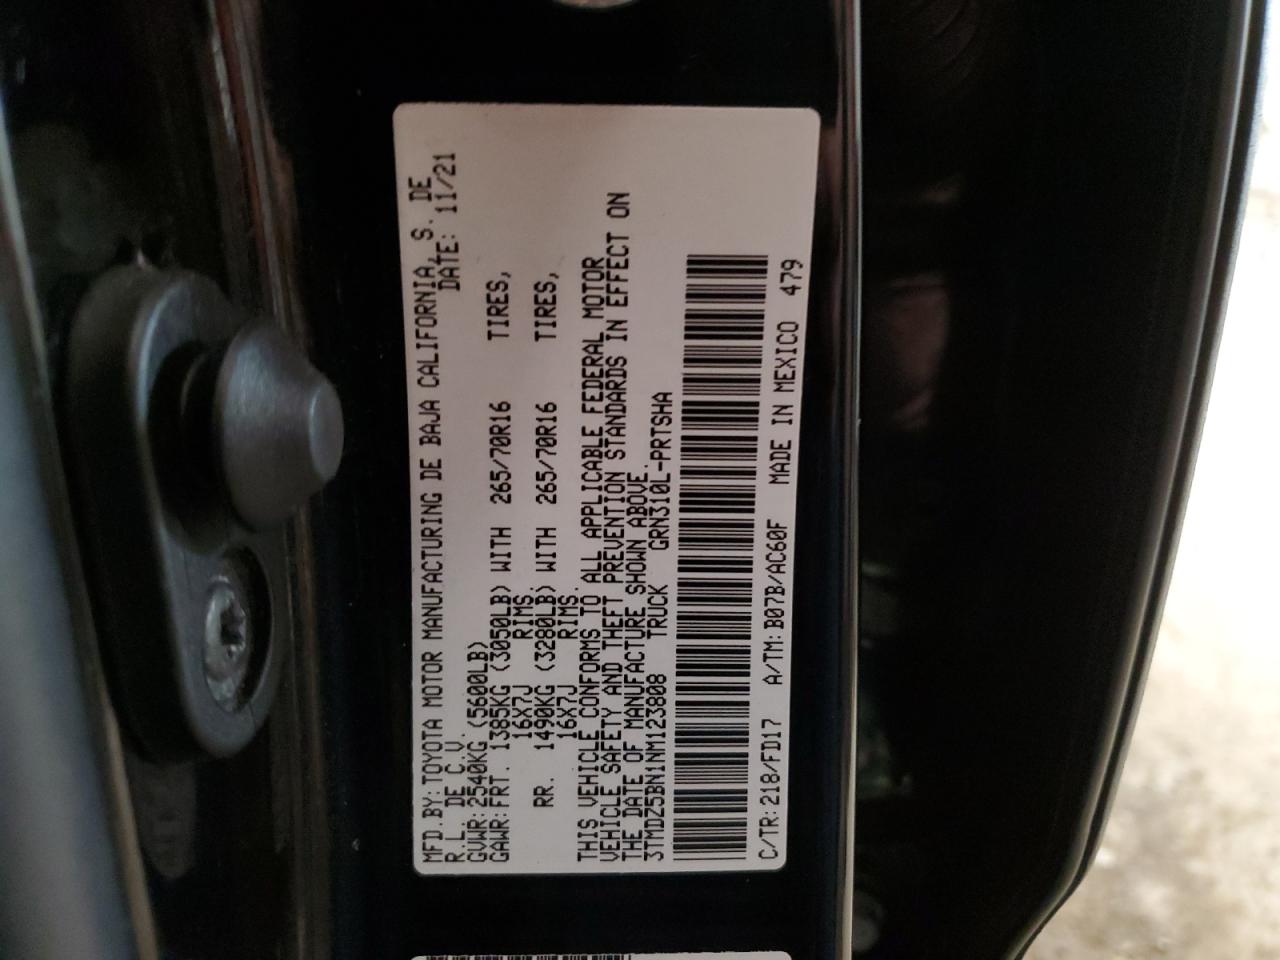 MFD.BY: TOYOTA MOTOR MANUFACTURING DE BAJA CALIFORNIA, S. DE
R.L. DE C.V. DATE: 11/21
GVWR: 2540KG (5600LB)
GAWR: FRT. 1385KG (3050LB) WITH 265/70R16 TIRES,
16X7J RIMS.
RR. 1490KG (3280LB) WITH 265/70R16 TIRES,
16X7J RIMS.
THIS VEHICLE CONFORMS TO ALL APPLICABLE FEDERAL MOTOR
VEHICLE SAFETY AND THEFT PREVENTION STANDARDS IN EFFECT ON
THE DATE OF MANUFACTURE SHOWN ABOVE.
3TMDZ5BN1NM123808 TRUCK GRN310L-PRTSHA
C/TR: 218/FD17 A/TM: B07B/AC60F MADE IN MEXICO 479